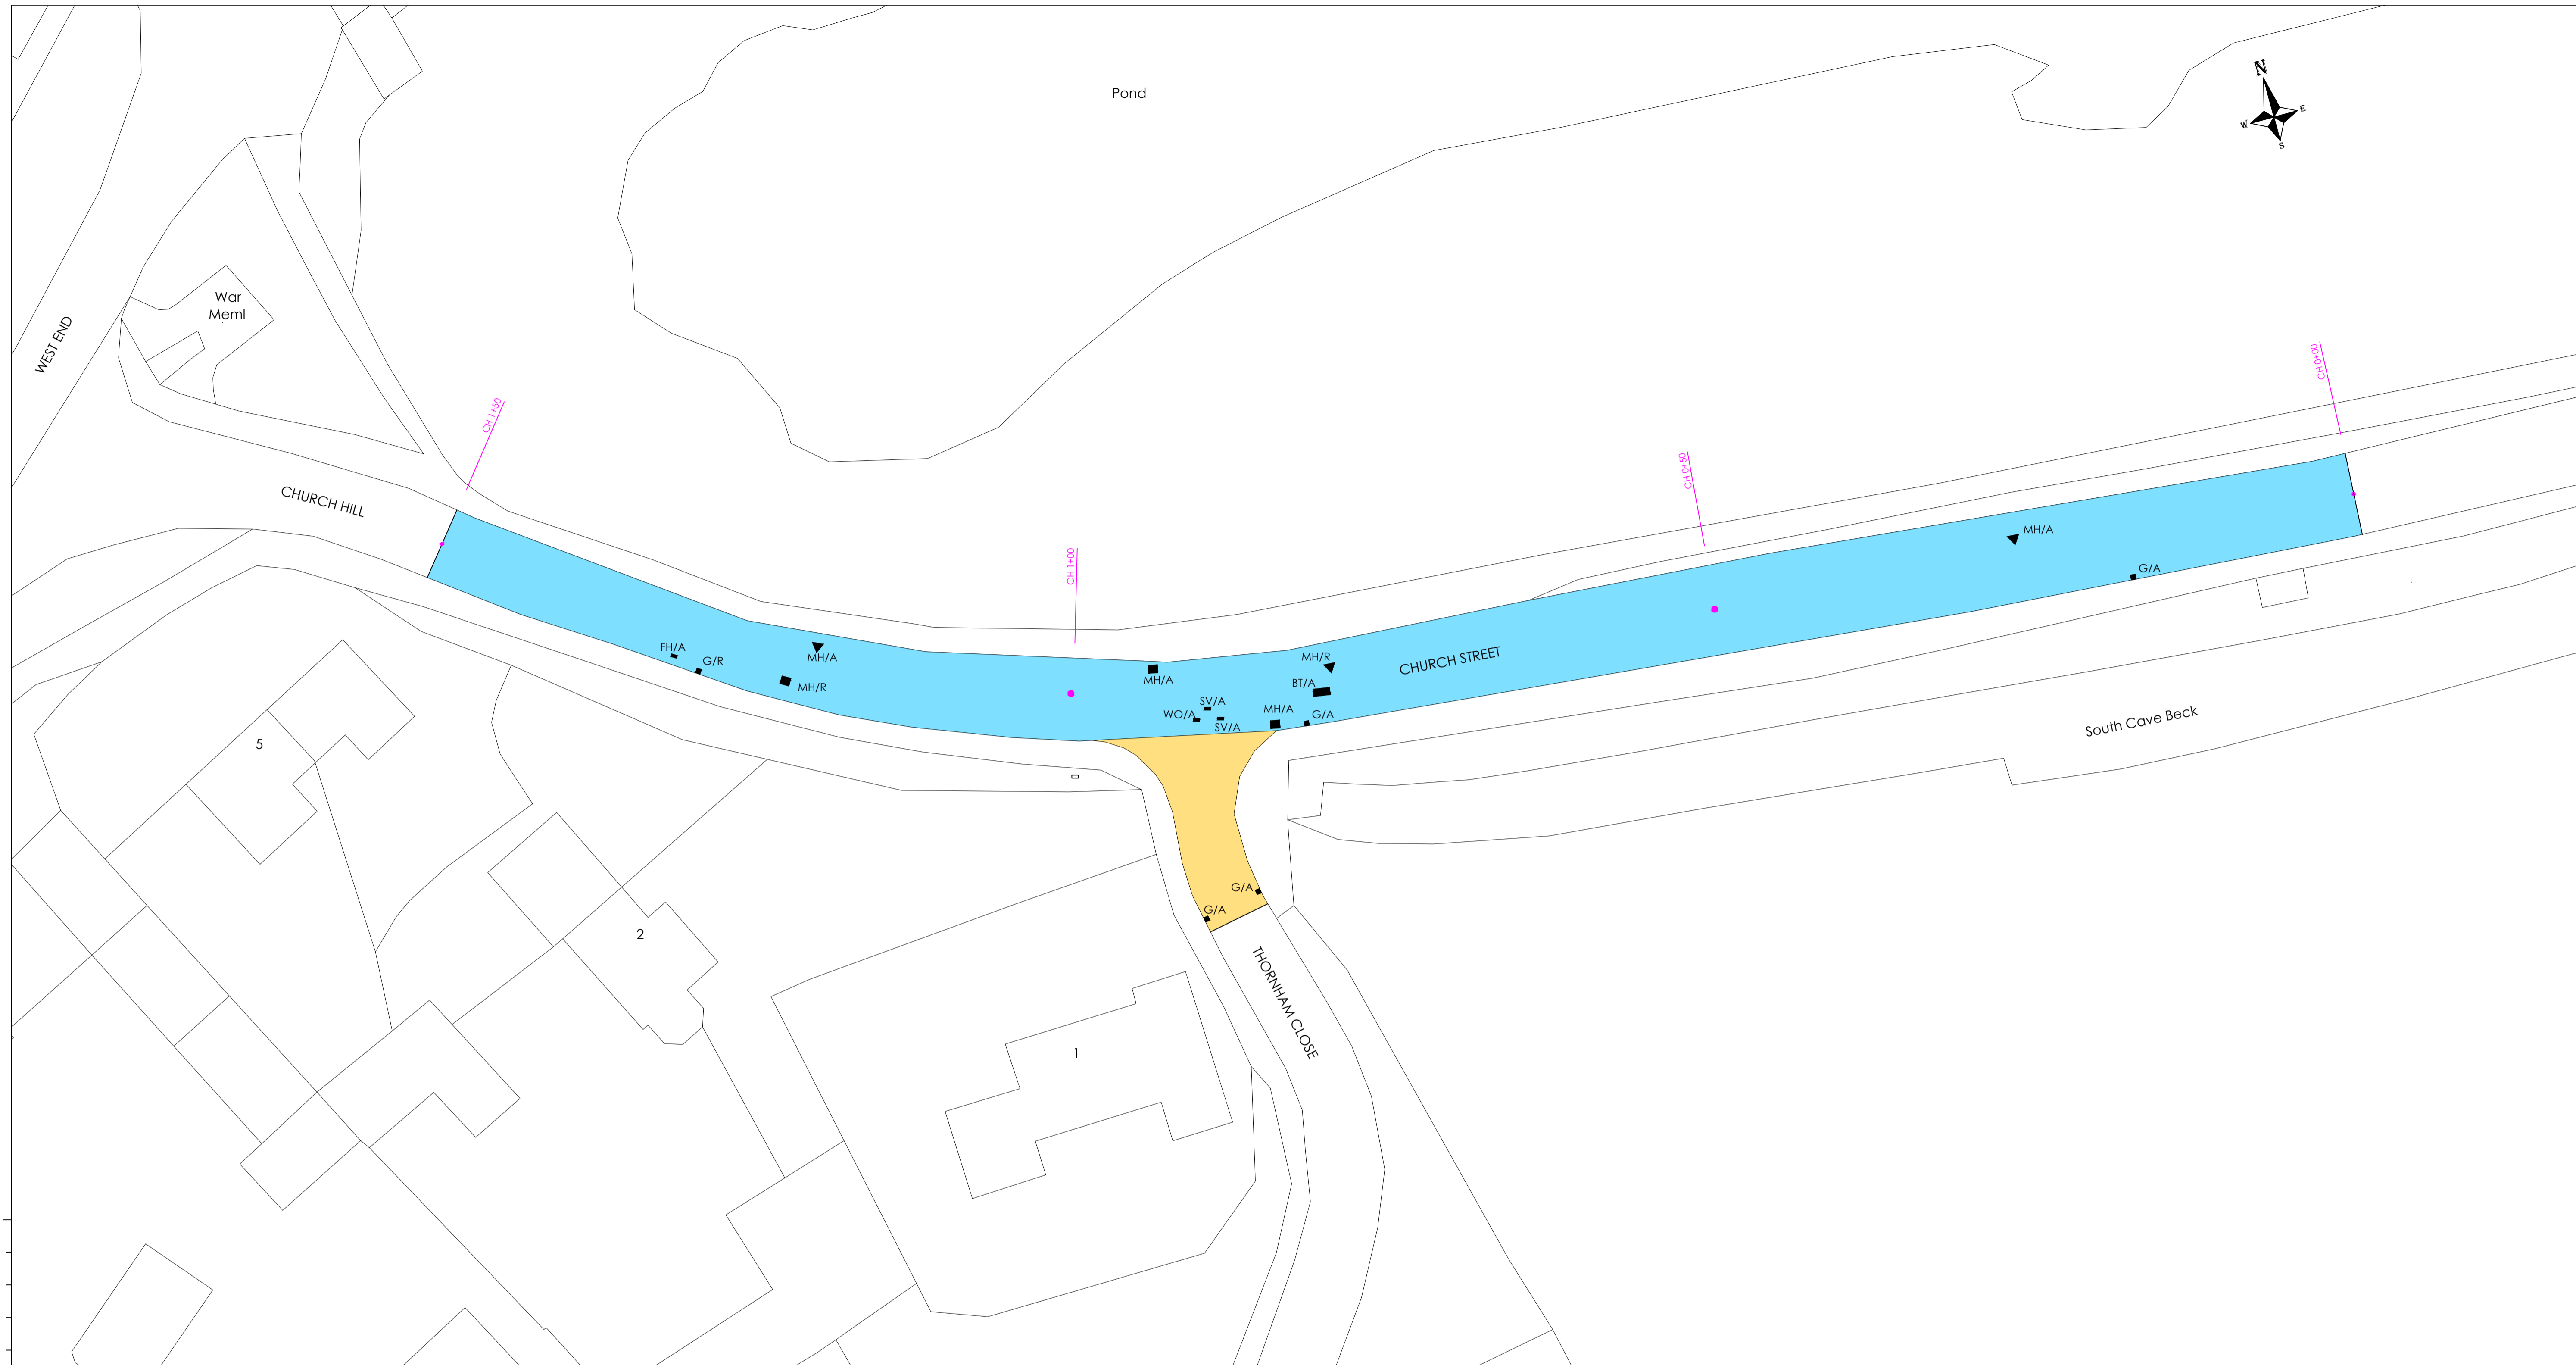 Pond
N
E
W
S
War
Meml
WEST END
CH 0+00
CH 1+50
CH 0+50
CHURCH HILL
CH 1+00
MH/A
G/A
FH/A
G/R
MH/A
MH/R
MH/A
MH/R
CHURCH STREET
BT/A
SV/A
WO/A
SV/A
MH/A
G/A
South Cave Beck
5
G/A
G/A
2
THORNHAM CLOSE
1